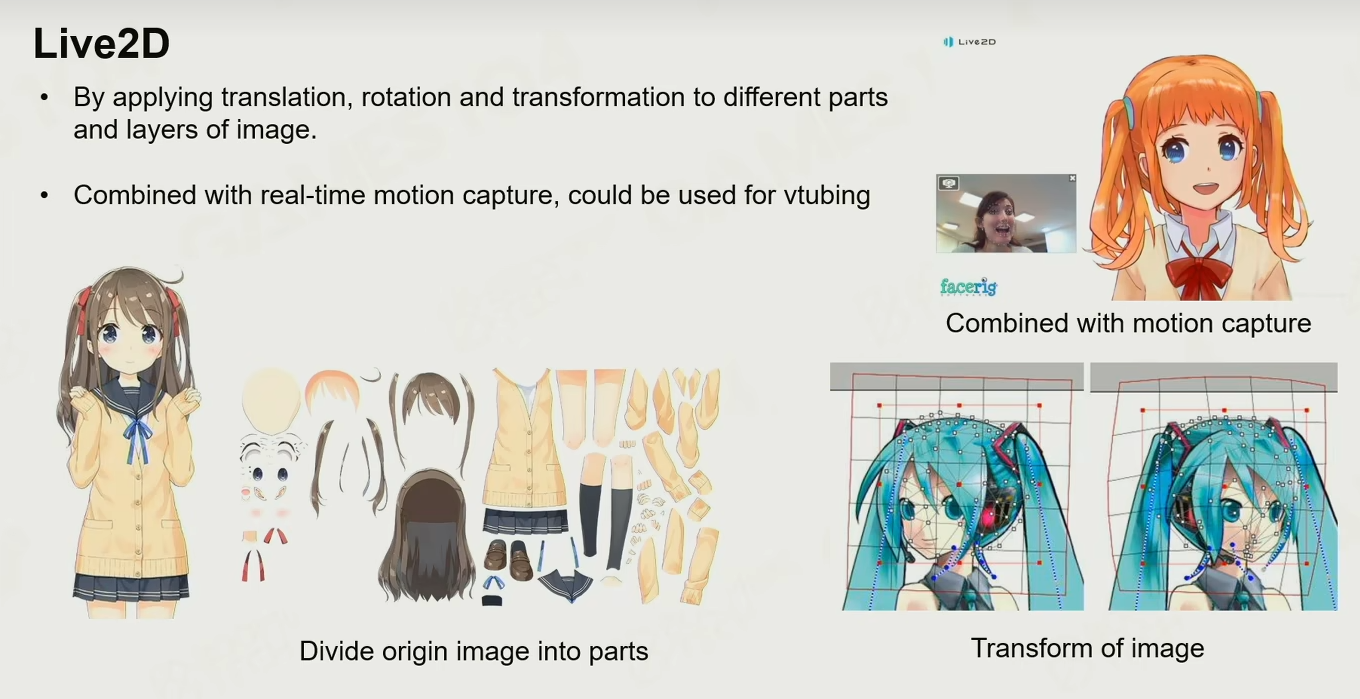 Live2D
• By applying translation, rotation and transformation to different parts
and layers of image.
• Combined with real-time motion capture, could be used for vtubing
Live2D
facerig
Combined with motion capture
Divide origin image into parts
Transform of image